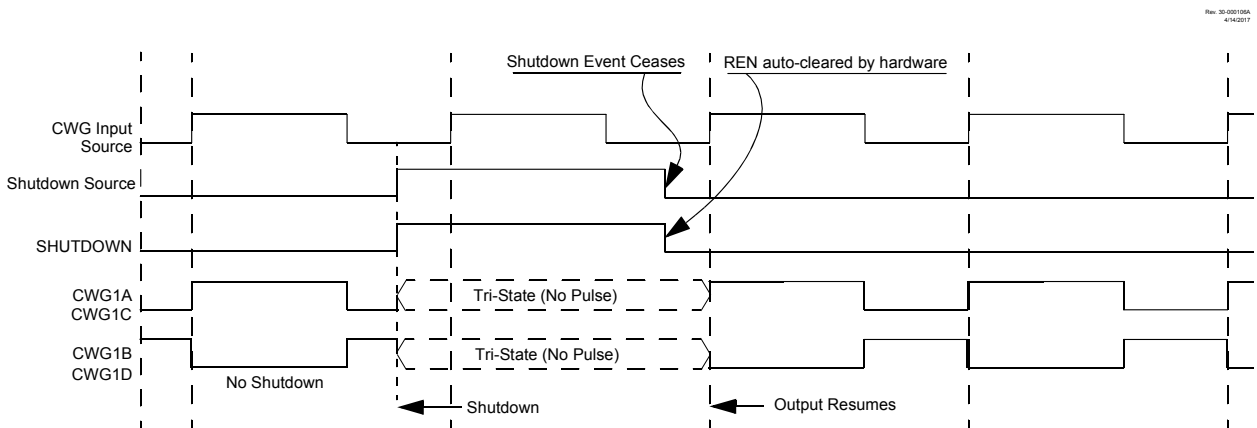 Rev. 30-000108A
4/14/2017
Shutdown Event Ceases
REN auto-cleared by hardware
CWG Input
Source
Shutdown Source
SHUTDOWN
CWG1A
CWG1C
Tri-State (No Pulse)
CWG1B
CWG1D
Tri-State (No Pulse)
No Shutdown
Shutdown
Output Resumes